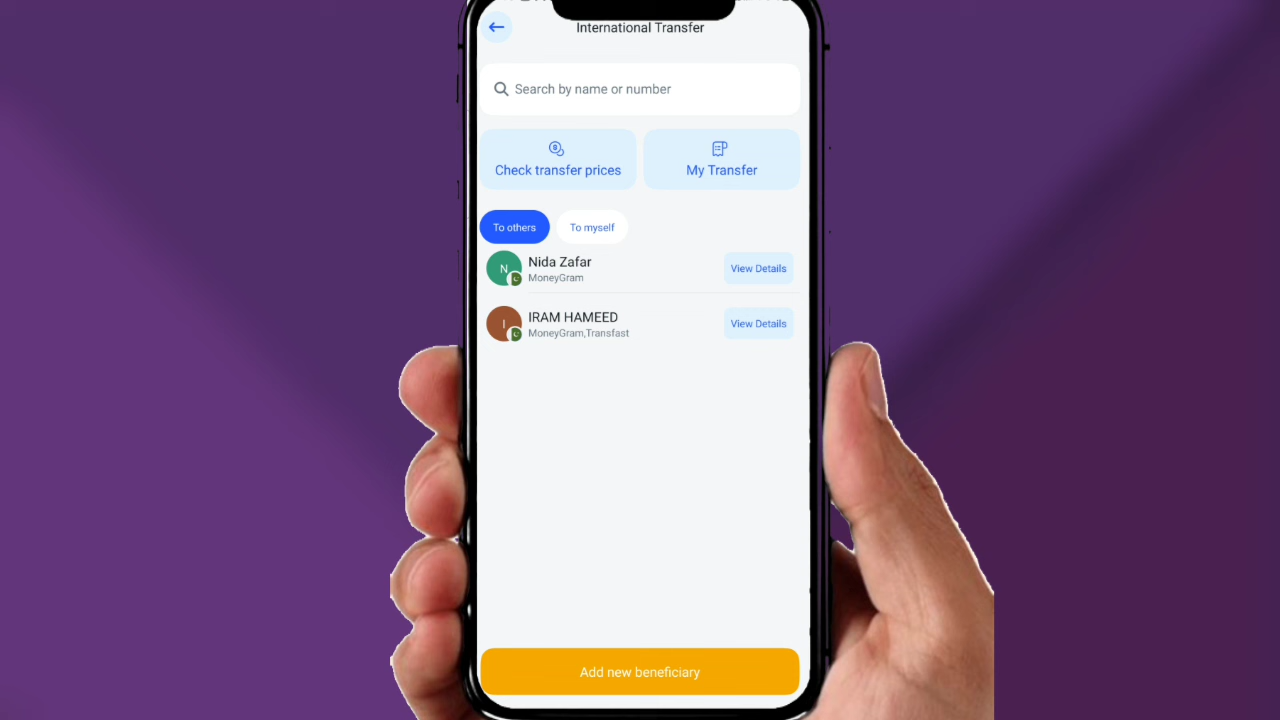 International Transfer
Search by name or number
Check transfer prices
My Transfer
To others
To myself
N
Nida Zafar
MoneyGram
View Details
I
IRAM HAMEED
MoneyGram,Transfast
View Details
Add new beneficiary